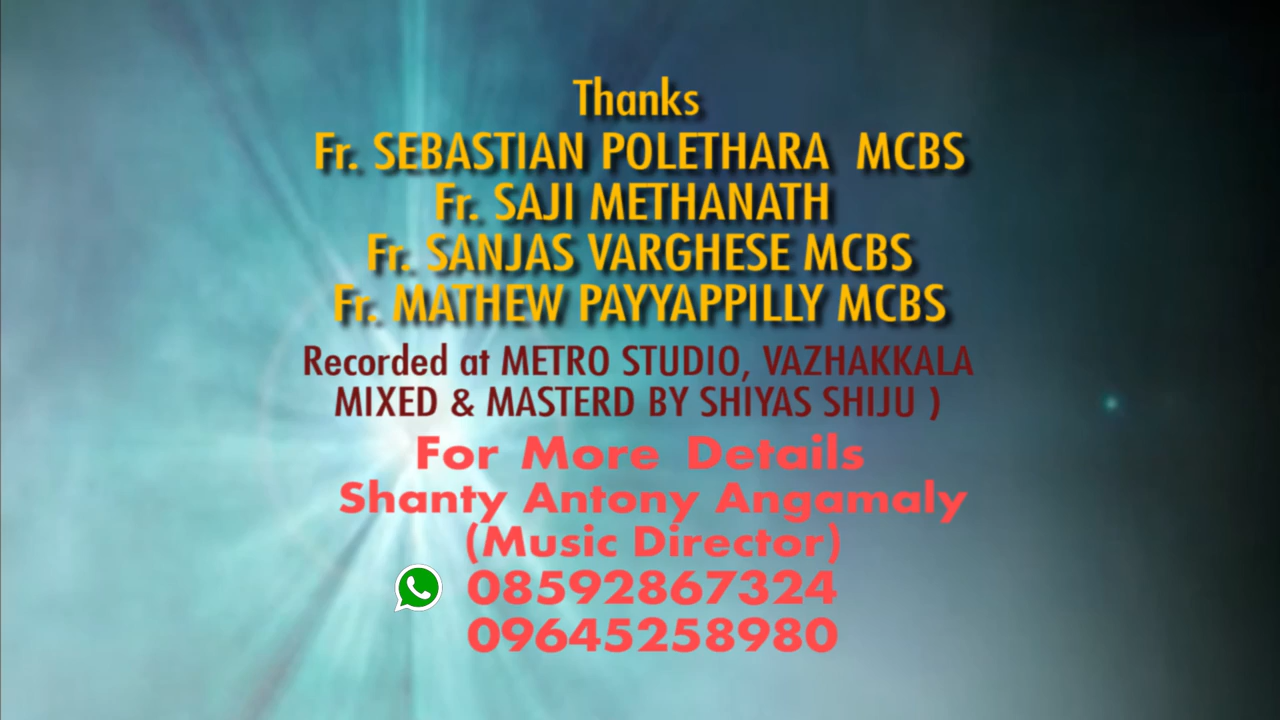 Thanks
Fr. SEBASTIAN POLETHARA MCBS
Fr. SAJI METHANATH
Fr. SANJAS VARGHESE MCBS
Fr. MATHEW PAYYAPPILLY MCBS
Recorded at METRO STUDIO, VAZHAKKALA
MIXED & MASTERD BY SHIYAS SHIJU )
For More Details
Shanty Antony Angamaly
(Music Director)
08592867324
09645258980